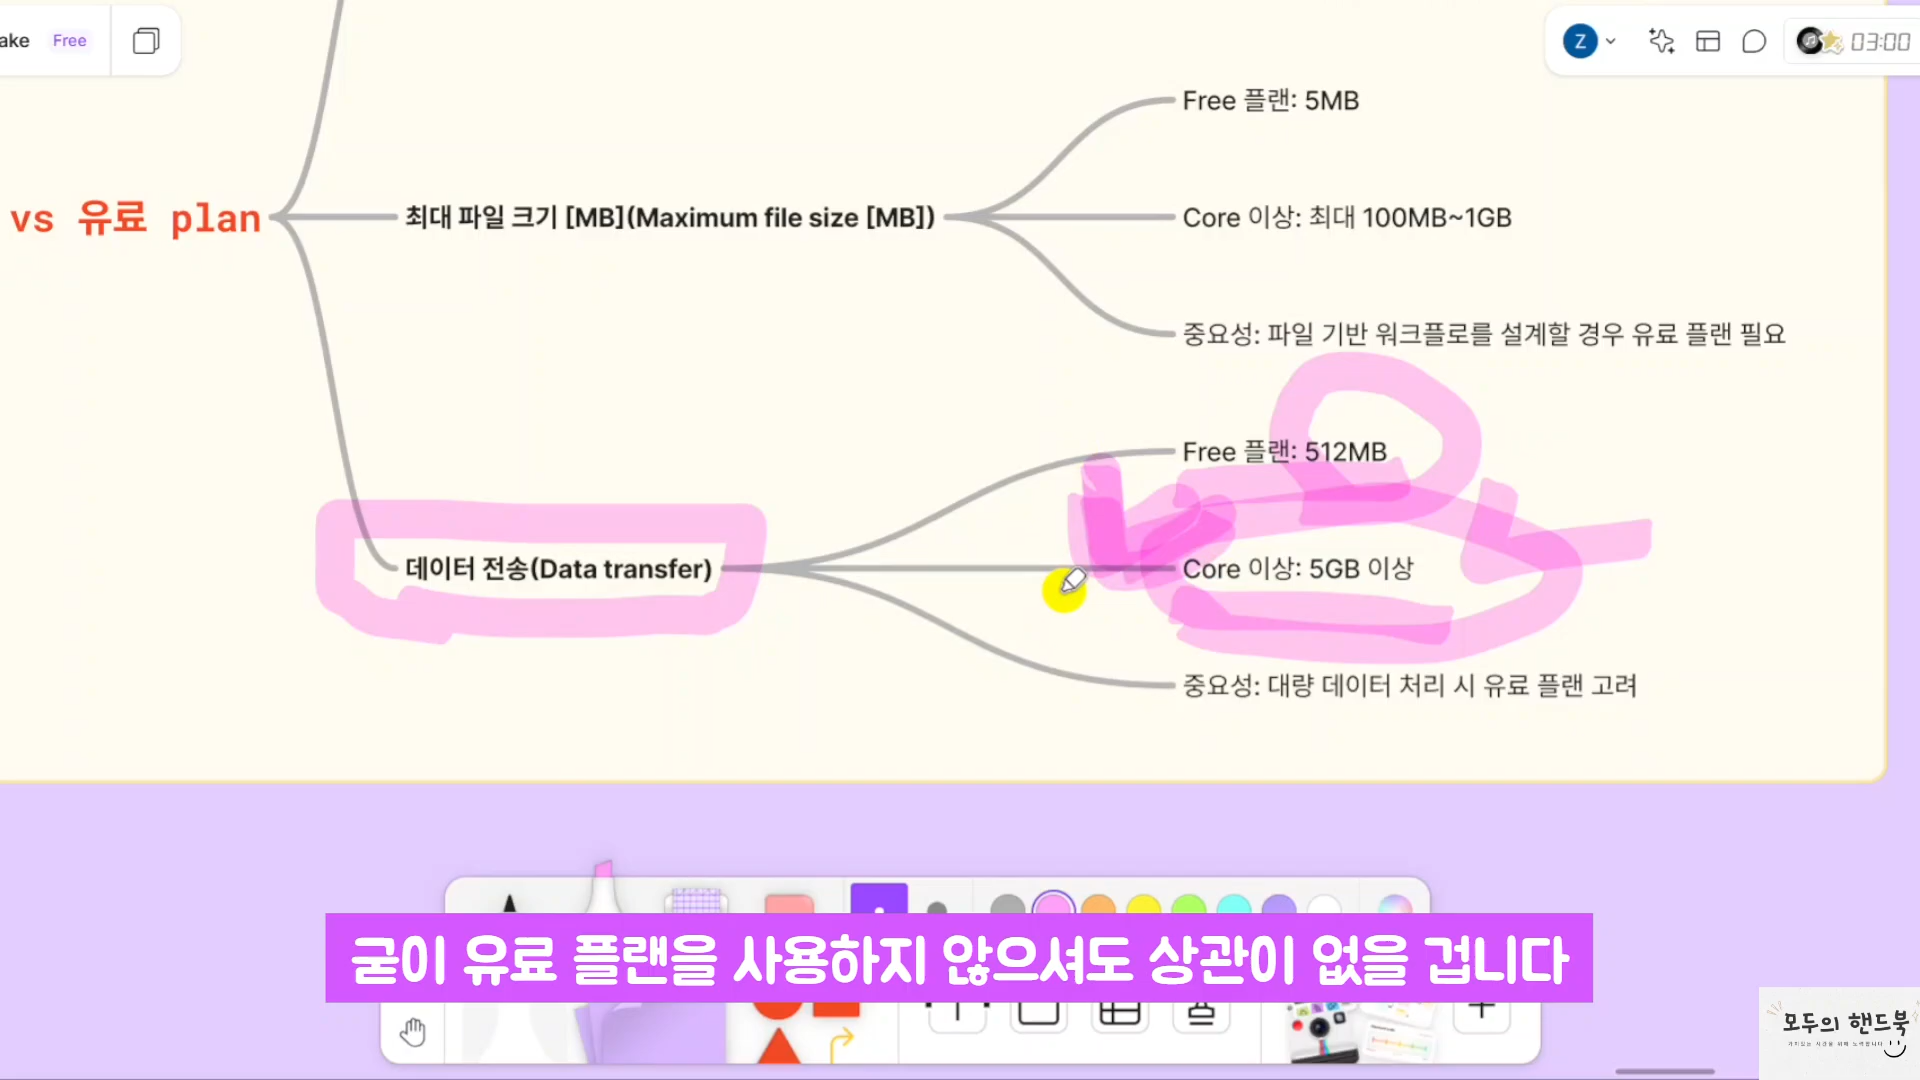 ake Free
Z
03:00
Free 플랜: 5MB
vs 유료 plan
최대 파일 크기 [MB](Maximum file size [MB])
Core 이상: 최대 100MB~1GB
중요성: 파일 기반 워크플로를 설계할 경우 유료 플랜 필요
Free 플랜: 512MB
데이터 전송(Data transfer)
Core 이상: 5GB 이상
중요성: 대량 데이터 처리 시 유료 플랜 고려
굳이 유료 플랜을 사용하지 않으셔도 상관이 없을 겁니다
모두의 핸드북